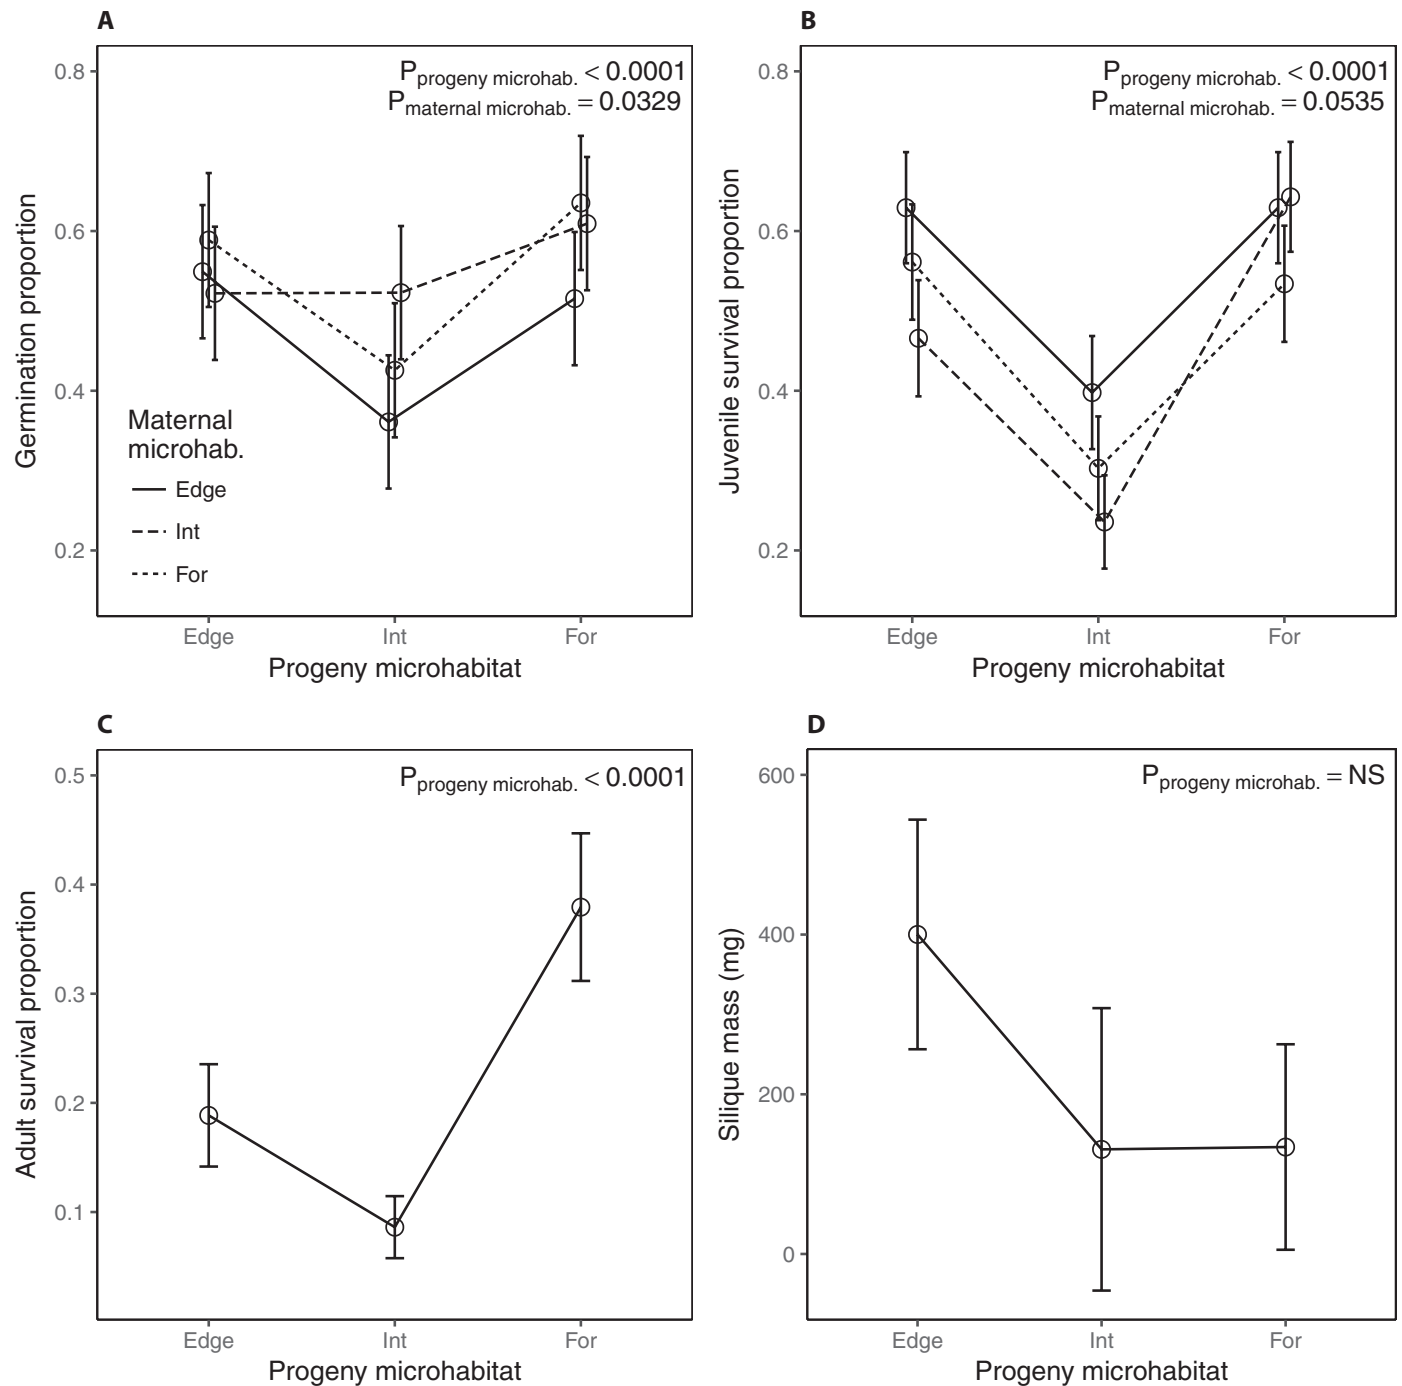 A
P progeny microhab. < 0.0001
P maternal microhab. = 0.0329
Germination proportion
0.8
0.6
0.4
0.2
Maternal
microhab.
Edge
Int
For
Edge Int For
Progeny microhabitat
B
P progeny microhab. < 0.0001
P maternal microhab. = 0.0535
Juvenile survival proportion
0.8
0.6
0.4
0.2
Edge Int For
Progeny microhabitat
C
P progeny microhab. < 0.0001
Adult survival proportion
0.5
0.4
0.3
0.2
0.1
Edge Int For
Progeny microhabitat
D
P progeny microhab. = NS
Silique mass (mg)
600
400
200
0
Edge Int For
Progeny microhabitat